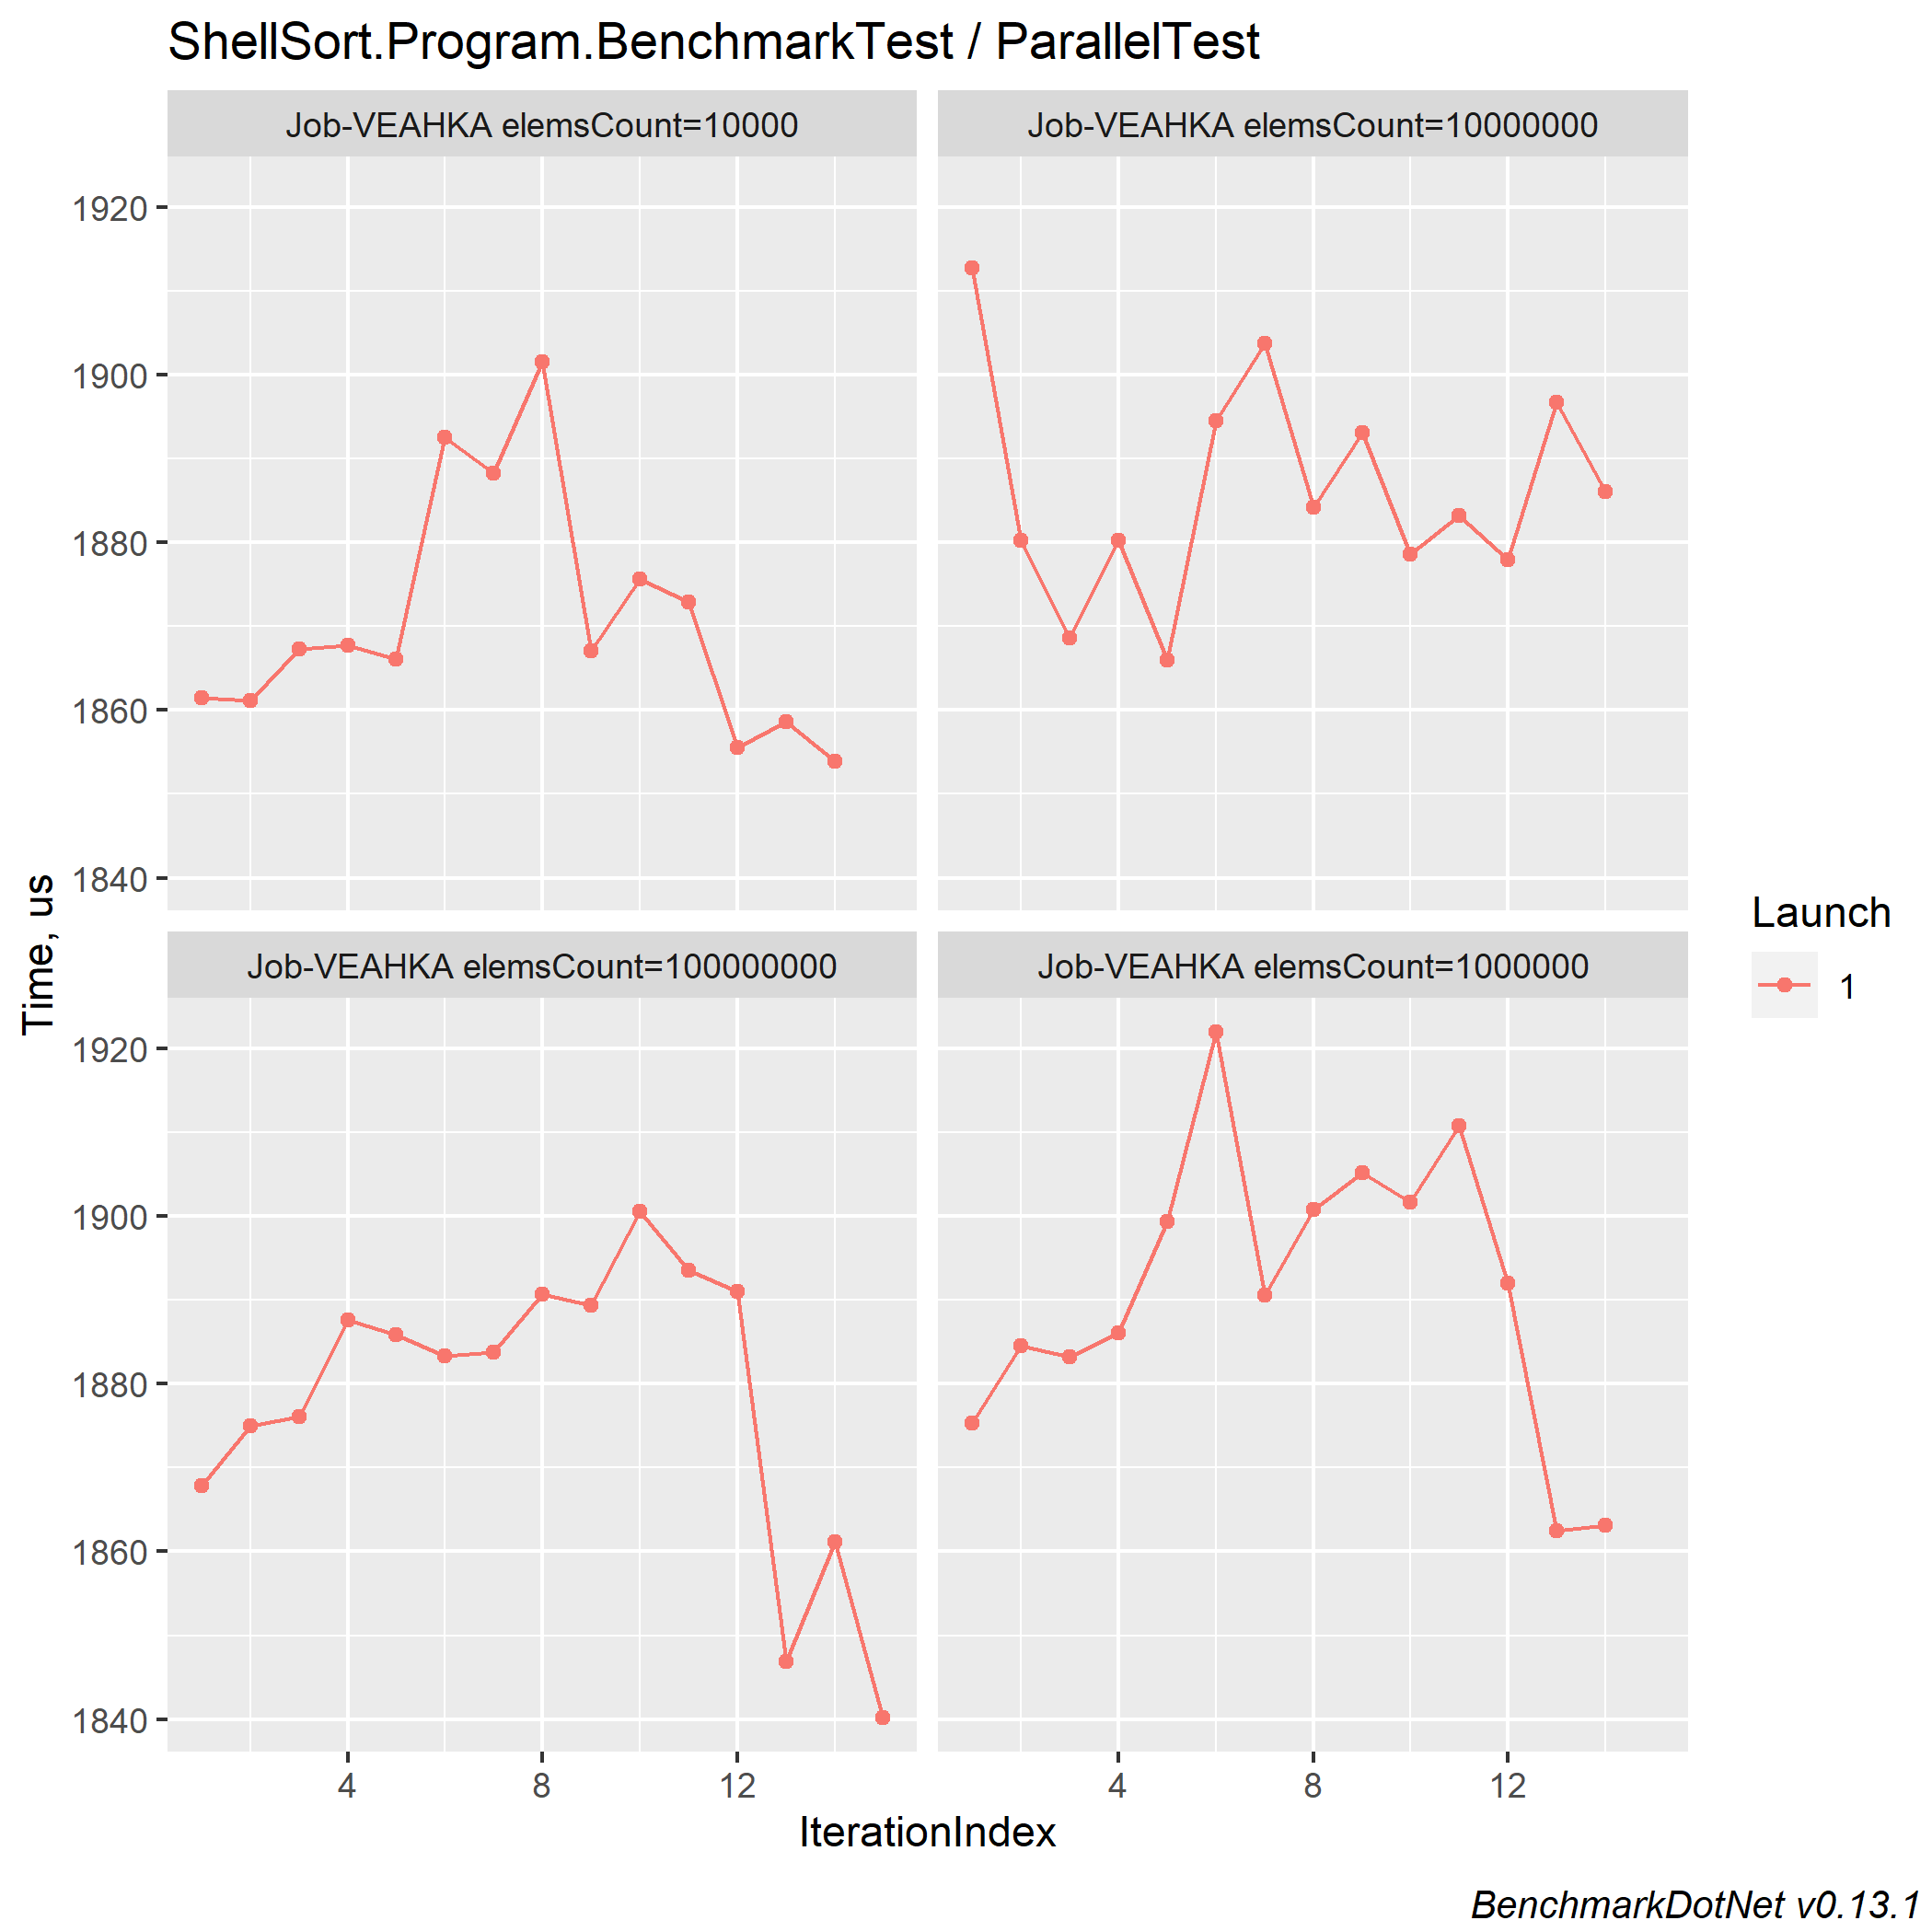 ShellSort.Program.BenchmarkTest / ParallelTest
Job-VEAHKA elemsCount=10000
Job-VEAHKA elemsCount=10000000
1920
1900
1880
1860
1840
Job-VEAHKA elemsCount=100000000
Job-VEAHKA elemsCount=1000000
1920
1900
1880
1860
1840
4
8
12
4
8
12
Time, us
IterationIndex
Launch
1
BenchmarkDotNet v0.13.1